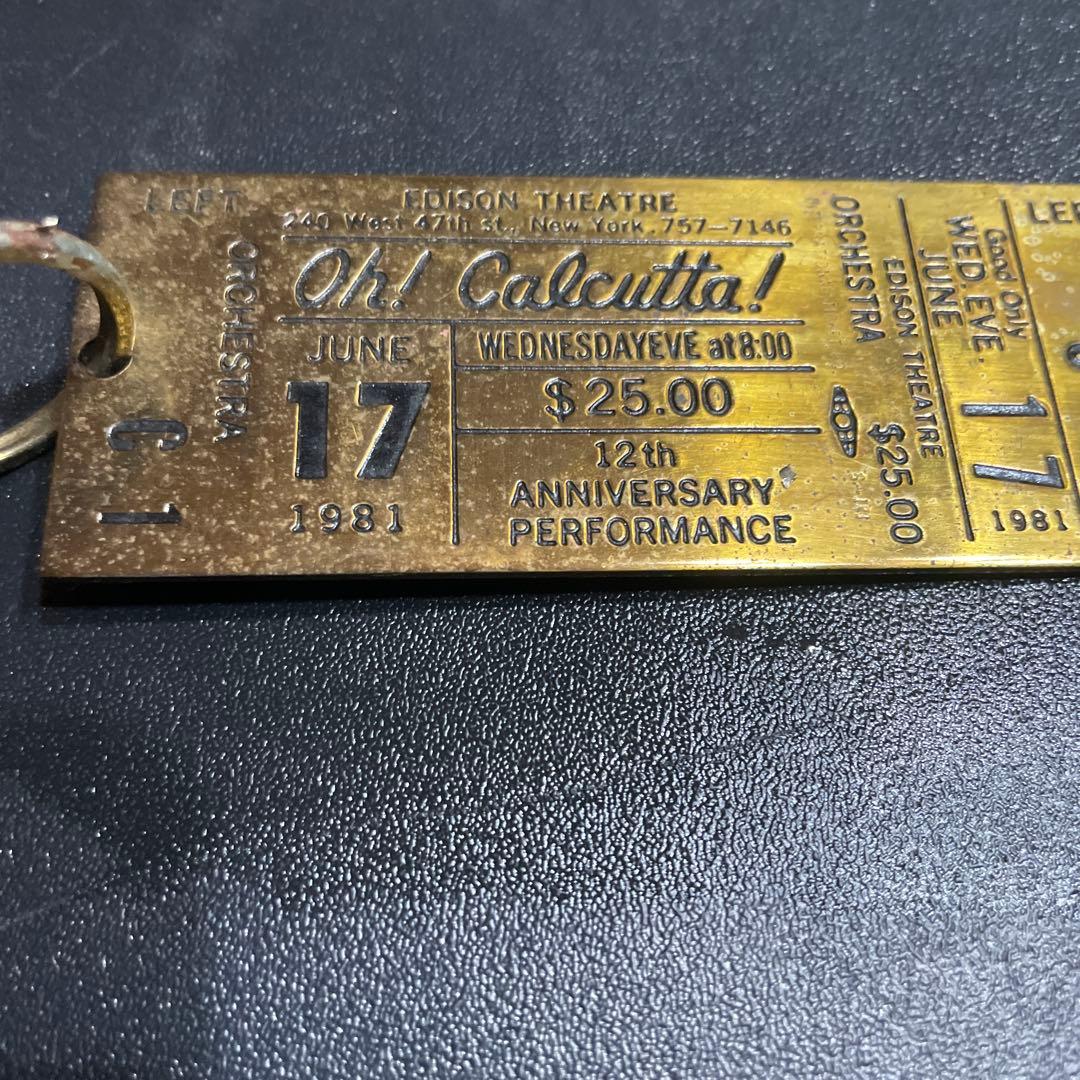 LEFT
ORCHESTRA
C 1
EDISON THEATRE
240 West 47th st., New York. 757-7146
Oh! Calcutta!
JUNE
17
1981
WEDNESDAYEVE at 8:00
$25.00
12th
ANNIVERSARY
PERFORMANCE
ORCHESTRA
$25.00
EDISON THEATRE
Good Only
WED. EVE.
JUNE
17
1981